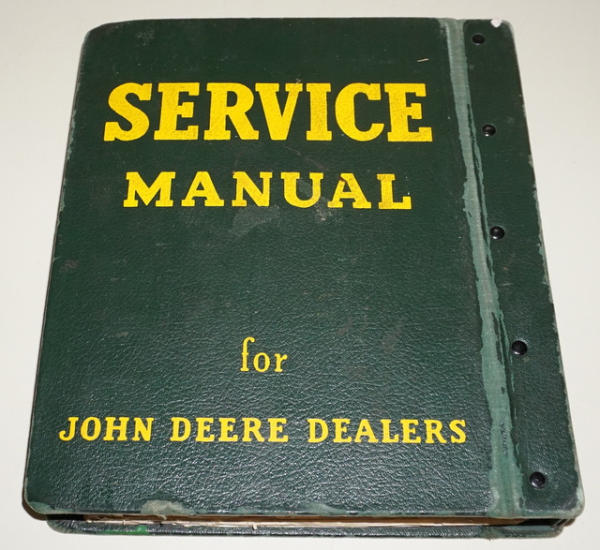 SERVICE
MANUAL
for
JOHN DEERE DEALERS